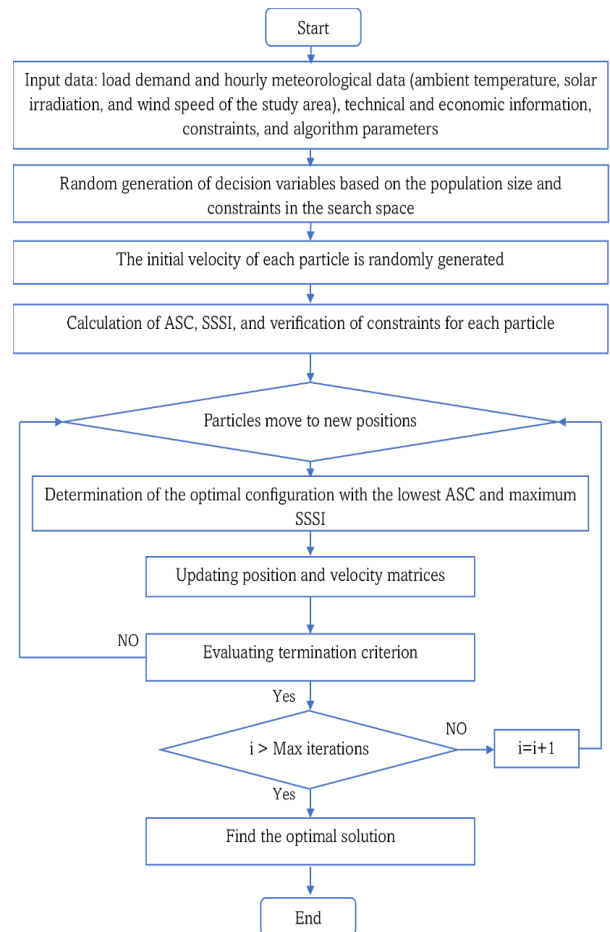 Start
Input data: load demand and hourly meteorological data (ambient temperature, solar
irradiation, and wind speed of the study area), technical and economic information,
constraints, and algorithm parameters
Random generation of decision variables based on the population size and
constraints in the search space
The initial velocity of each particle is randomly generated
Calculation of ASC, SSSI, and verification of constraints for each particle
Particles move to new positions
Determination of the optimal configuration with the lowest ASC and maximum
SSSI
Updating position and velocity matrices
NO
Evaluating termination criterion
Yes
i > Max iterations
NO
i=i+1
Yes
Find the optimal solution
End